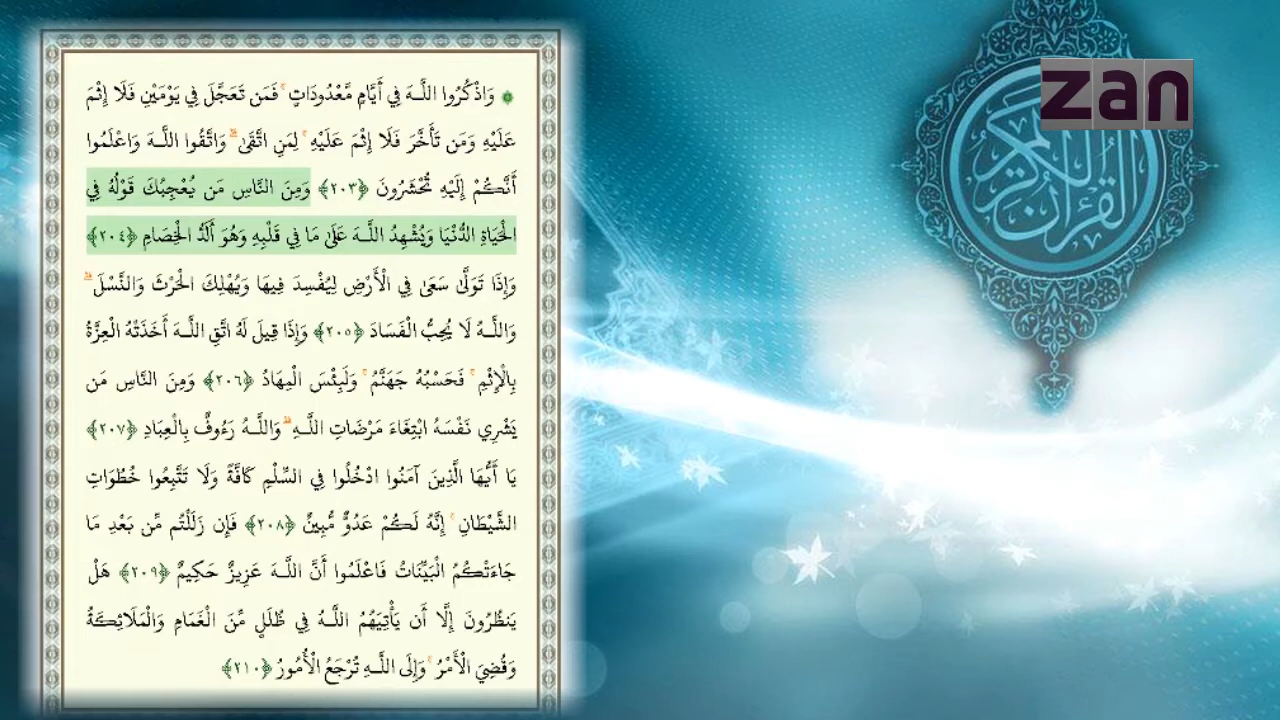 ۞ وَاذْكُرُوا اللَّـهَ فِي أَيَّامٍ مَّعْدُودَاتٍ ۚ فَمَن تَعَجَّلَ فِي يَوْمَيْنِ فَلَا إِثْمَ
عَلَيْهِ وَمَن تَأَخَّرَ فَلَا إِثْمَ عَلَيْهِ ۚ لِمَنِ اتَّقَىٰ ۗ وَاتَّقُوا اللَّـهَ وَاعْلَمُوا
أَنَّكُمْ إِلَيْهِ تُحْشَرُونَ ﴿٢٠٣﴾ وَمِنَ النَّاسِ مَن يُعْجِبُكَ قَوْلُهُ فِي
الْحَيَاةِ الدُّنْيَا وَيُشْهِدُ اللَّـهَ عَلَىٰ مَا فِي قَلْبِهِ وَهُوَ أَلَدُّ الْخِصَامِ ﴿٢٠٤﴾
وَإِذَا تَوَلَّىٰ سَعَىٰ فِي الْأَرْضِ لِيُفْسِدَ فِيهَا وَيُهْلِكَ الْحَرْثَ وَالنَّسْلَ ۗ
وَاللَّـهُ لَا يُحِبُّ الْفَسَادَ ﴿٢٠٥﴾ وَإِذَا قِيلَ لَهُ اتَّقِ اللَّـهَ أَخَذَتْهُ الْعِزَّةُ
بِالْإِثْمِ ۚ فَحَسْبُهُ جَهَنَّمُ ۚ وَلَبِئْسَ الْمِهَادُ ﴿٢٠٦﴾ وَمِنَ النَّاسِ مَن
يَشْرِي نَفْسَهُ ابْتِغَاءَ مَرْضَاتِ اللَّـهِ ۗ وَاللَّـهُ رَءُوفٌ بِالْعِبَادِ ﴿٢٠٧﴾
يَا أَيُّهَا الَّذِينَ آمَنُوا ادْخُلُوا فِي السِّلْمِ كَافَّةً وَلَا تَتَّبِعُوا خُطُوَاتِ
الشَّيْطَانِ ۚ إِنَّهُ لَكُمْ عَدُوٌّ مُّبِينٌ ﴿٢٠٨﴾ فَإِن زَلَلْتُم مِّن بَعْدِ مَا
جَاءَتْكُمُ الْبَيِّنَاتُ فَاعْلَمُوا أَنَّ اللَّـهَ عَزِيزٌ حَكِيمٌ ﴿٢٠٩﴾ هَلْ
يَنظُرُونَ إِلَّا أَن يَأْتِيَهُمُ اللَّـهُ فِي ظُلَلٍ مِّنَ الْغَمَامِ وَالْمَلَائِكَةُ
وَقُضِيَ الْأَمْرُ ۚ وَإِلَى اللَّـهِ تُرْجَعُ الْأُمُورُ ﴿٢١٠﴾
zan
القرآن الكريم